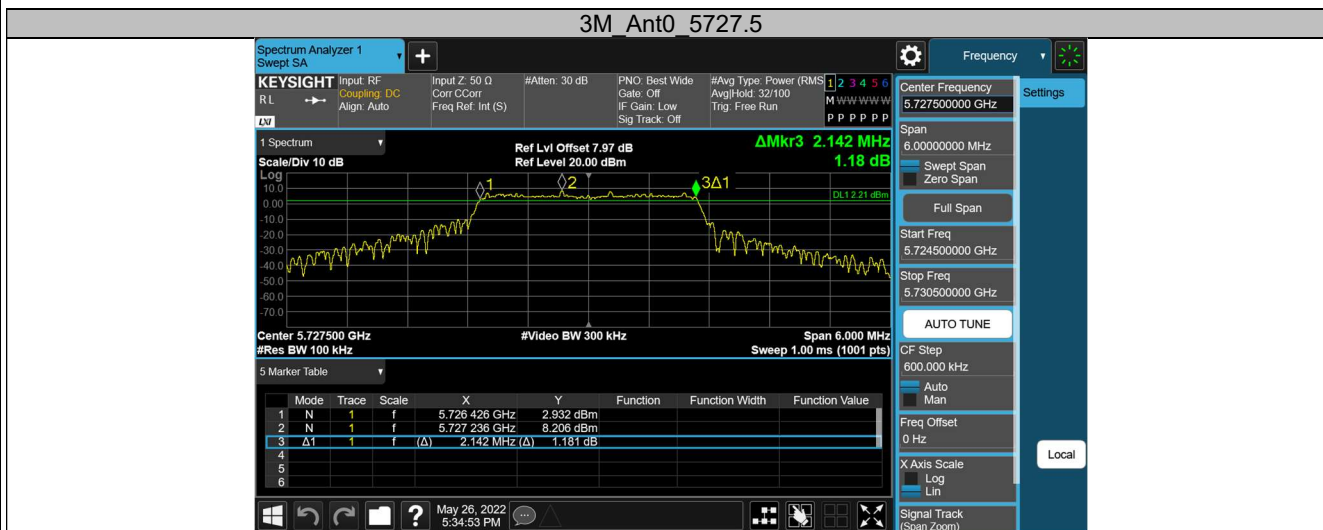 3M_Ant0_5727.5
Spectrum Analyzer 1
Swept SA
+
Frequency
KEYSIGHT
RL
LXI
Input: RF
Coupling: DC
Align: Auto
Input Z: 50 Ω
Corr CCorr
Freq Ref: Int (S)
#Atten: 30 dB
PNO: Best Wide
Gate: Off
IF Gain: Low
Sig Track: Off
#Avg Type: Power (RMS
Avg|Hold: 32/100
Trig: Free Run
1 2 3 4 5 6
M W W W W W
P P P P P P
1 Spectrum
Scale/Div 10 dB
Ref Lvl Offset 7.97 dB
Ref Level 20.00 dBm
ΔMkr3 2.142 MHz
1.18 dB
Log
10.0
0.00
-10.0
-20.0
-30.0
-40.0
-50.0
-60.0
-70.0
1
2
3Δ1
DL1 2.21 dBm
Center 5.727500 GHz
#Video BW 300 kHz
Span 6.000 MHz
#Res BW 100 kHz
Sweep 1.00 ms (1001 pts)
5 Marker Table
Mode Trace Scale X Y Function Function Width Function Value
1 N 1 f 5.726 426 GHz 2.932 dBm
2 N 1 f 5.727 236 GHz 8.206 dBm
3 Δ1 1 f (Δ) 2.142 MHz (Δ) 1.181 dB
4
5
6
?
May 26, 2022
5:34:53 PM
Center Frequency
5.727500000 GHz
Settings
Span
6.00000000 MHz
Swept Span
Zero Span
Full Span
Start Freq
5.724500000 GHz
Stop Freq
5.730500000 GHz
AUTO TUNE
CF Step
600.000 kHz
Auto
Man
Freq Offset
0 Hz
X Axis Scale
Log
Lin
Local
Signal Track
(Span Zoom)